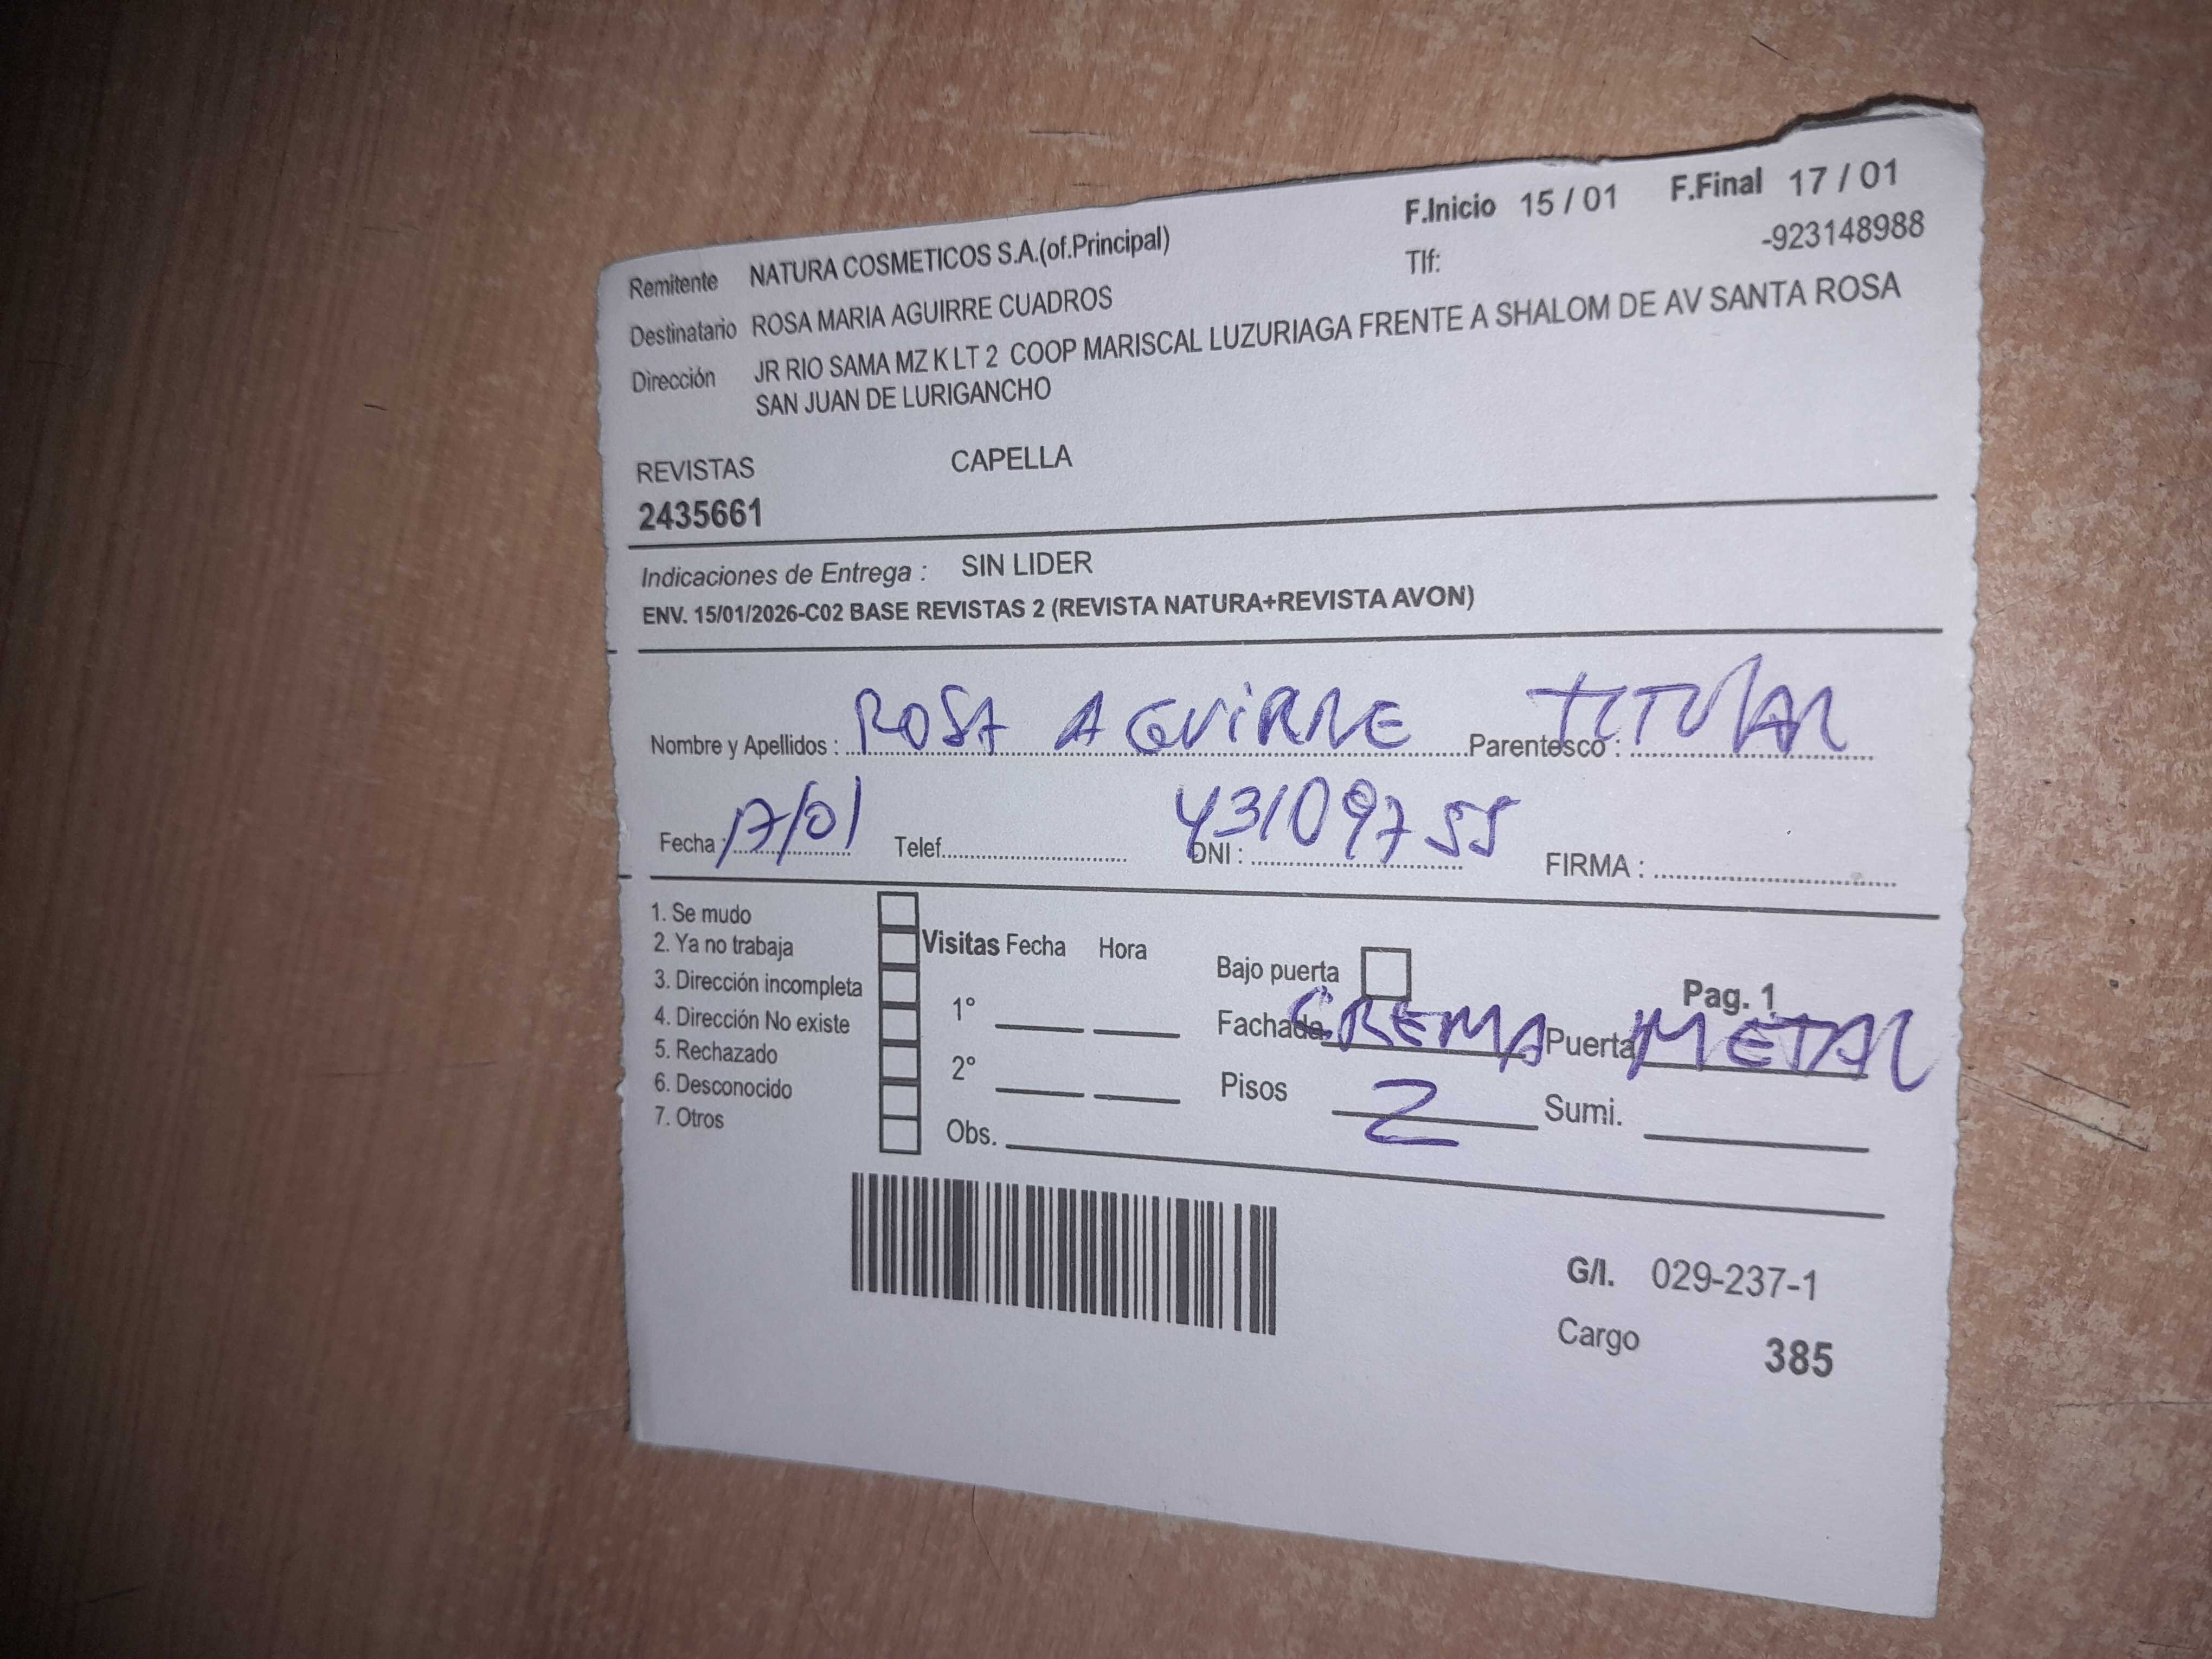 F.Inicio 15 / 01 F.Final 17 / 01
Remitente NATURA COSMETICOS S.A.(of.Principal) Tlf: -923148988
Destinatario ROSA MARIA AGUIRRE CUADROS
Dirección JR RIO SAMA MZ K LT 2 COOP MARISCAL LUZURIAGA FRENTE A SHALOM DE AV SANTA ROSA
SAN JUAN DE LURIGANCHO
REVISTAS CAPELLA
2435661
Indicaciones de Entrega : SIN LIDER
ENV. 15/01/2026-C02 BASE REVISTAS 2 (REVISTA NATURA+REVISTA AVON)
Nombre y Apellidos : ROSA AGUIRRE Parentesco : TITULAR
Fecha : 17/01 Telef. DNI : 43109755 FIRMA :
1. Se mudo
2. Ya no trabaja Visitas Fecha Hora Bajo puerta
3. Dirección incompleta 1° Pag. 1
4. Dirección No existe Fachada CREMA Puerta METAL
5. Rechazado 2°
6. Desconocido Pisos 2 Sumi.
7. Otros Obs.
G/I. 029-237-1
Cargo 385